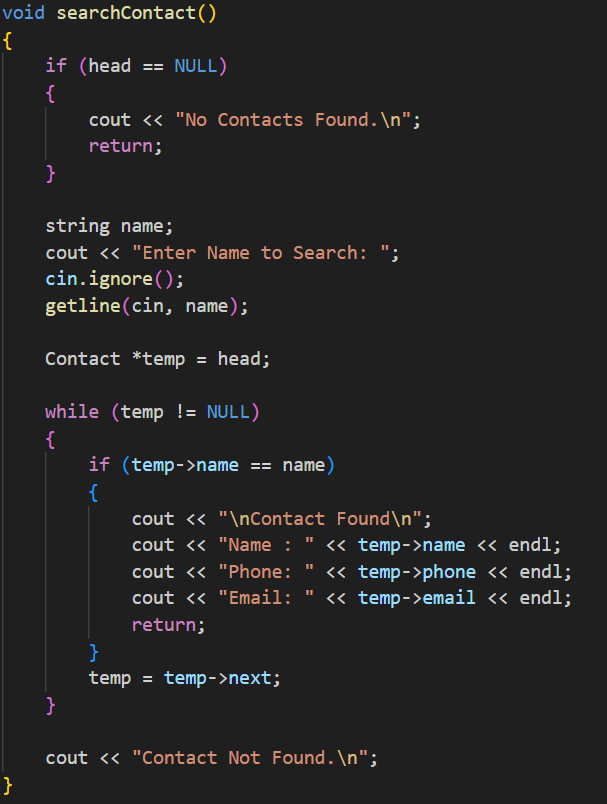 void searchContact()
{
    if (head == NULL)
    {
        cout << "No Contacts Found.\n";
        return;
    }

    string name;
    cout << "Enter Name to Search: ";
    cin.ignore();
    getline(cin, name);

    Contact *temp = head;

    while (temp != NULL)
    {
        if (temp->name == name)
        {
            cout << "\nContact Found\n";
            cout << "Name : " << temp->name << endl;
            cout << "Phone: " << temp->phone << endl;
            cout << "Email: " << temp->email << endl;
            return;
        }
        temp = temp->next;
    }

    cout << "Contact Not Found.\n";
}